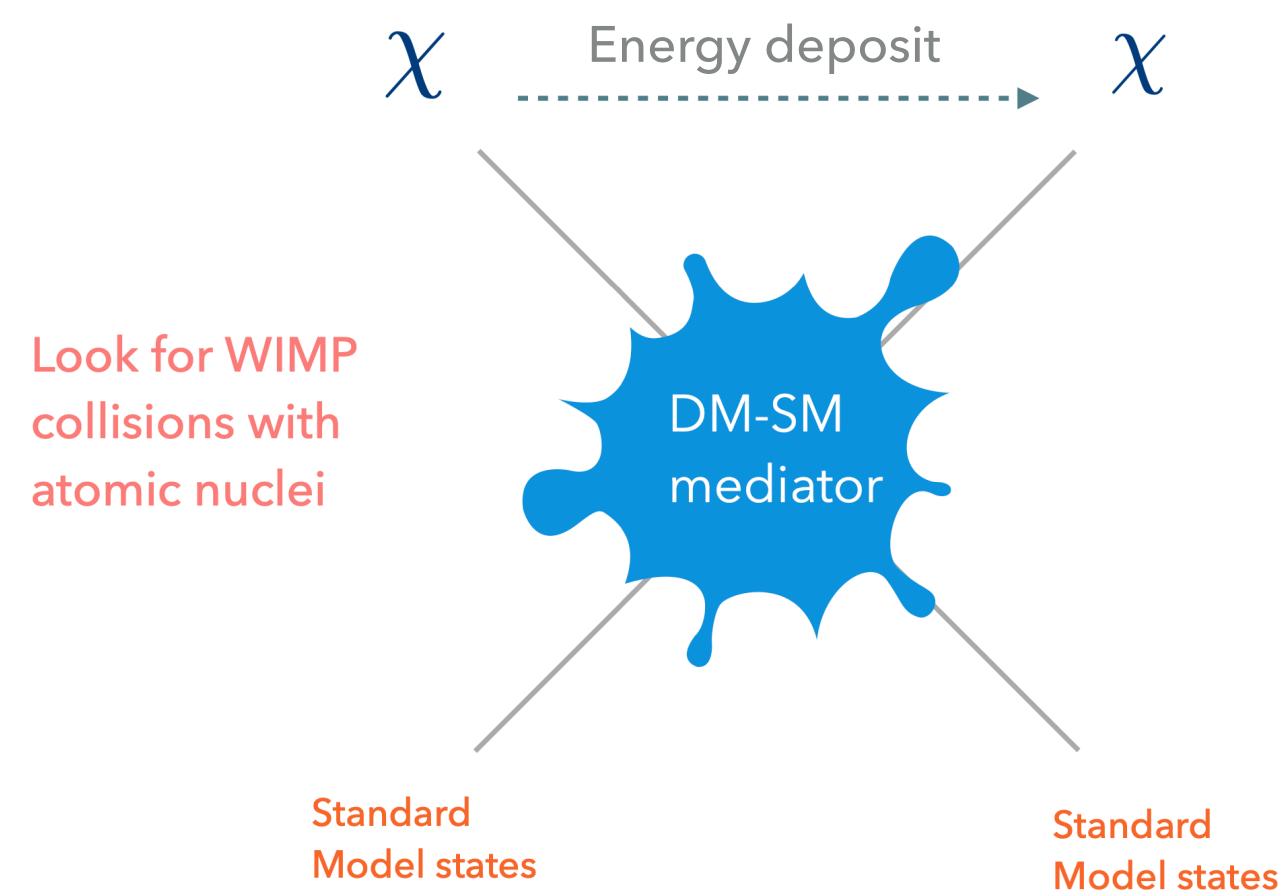 χ Energy deposit χ
Look for WIMP
collisions with
atomic nuclei
DM-SM
mediator
Standard
Model states
Standard
Model states